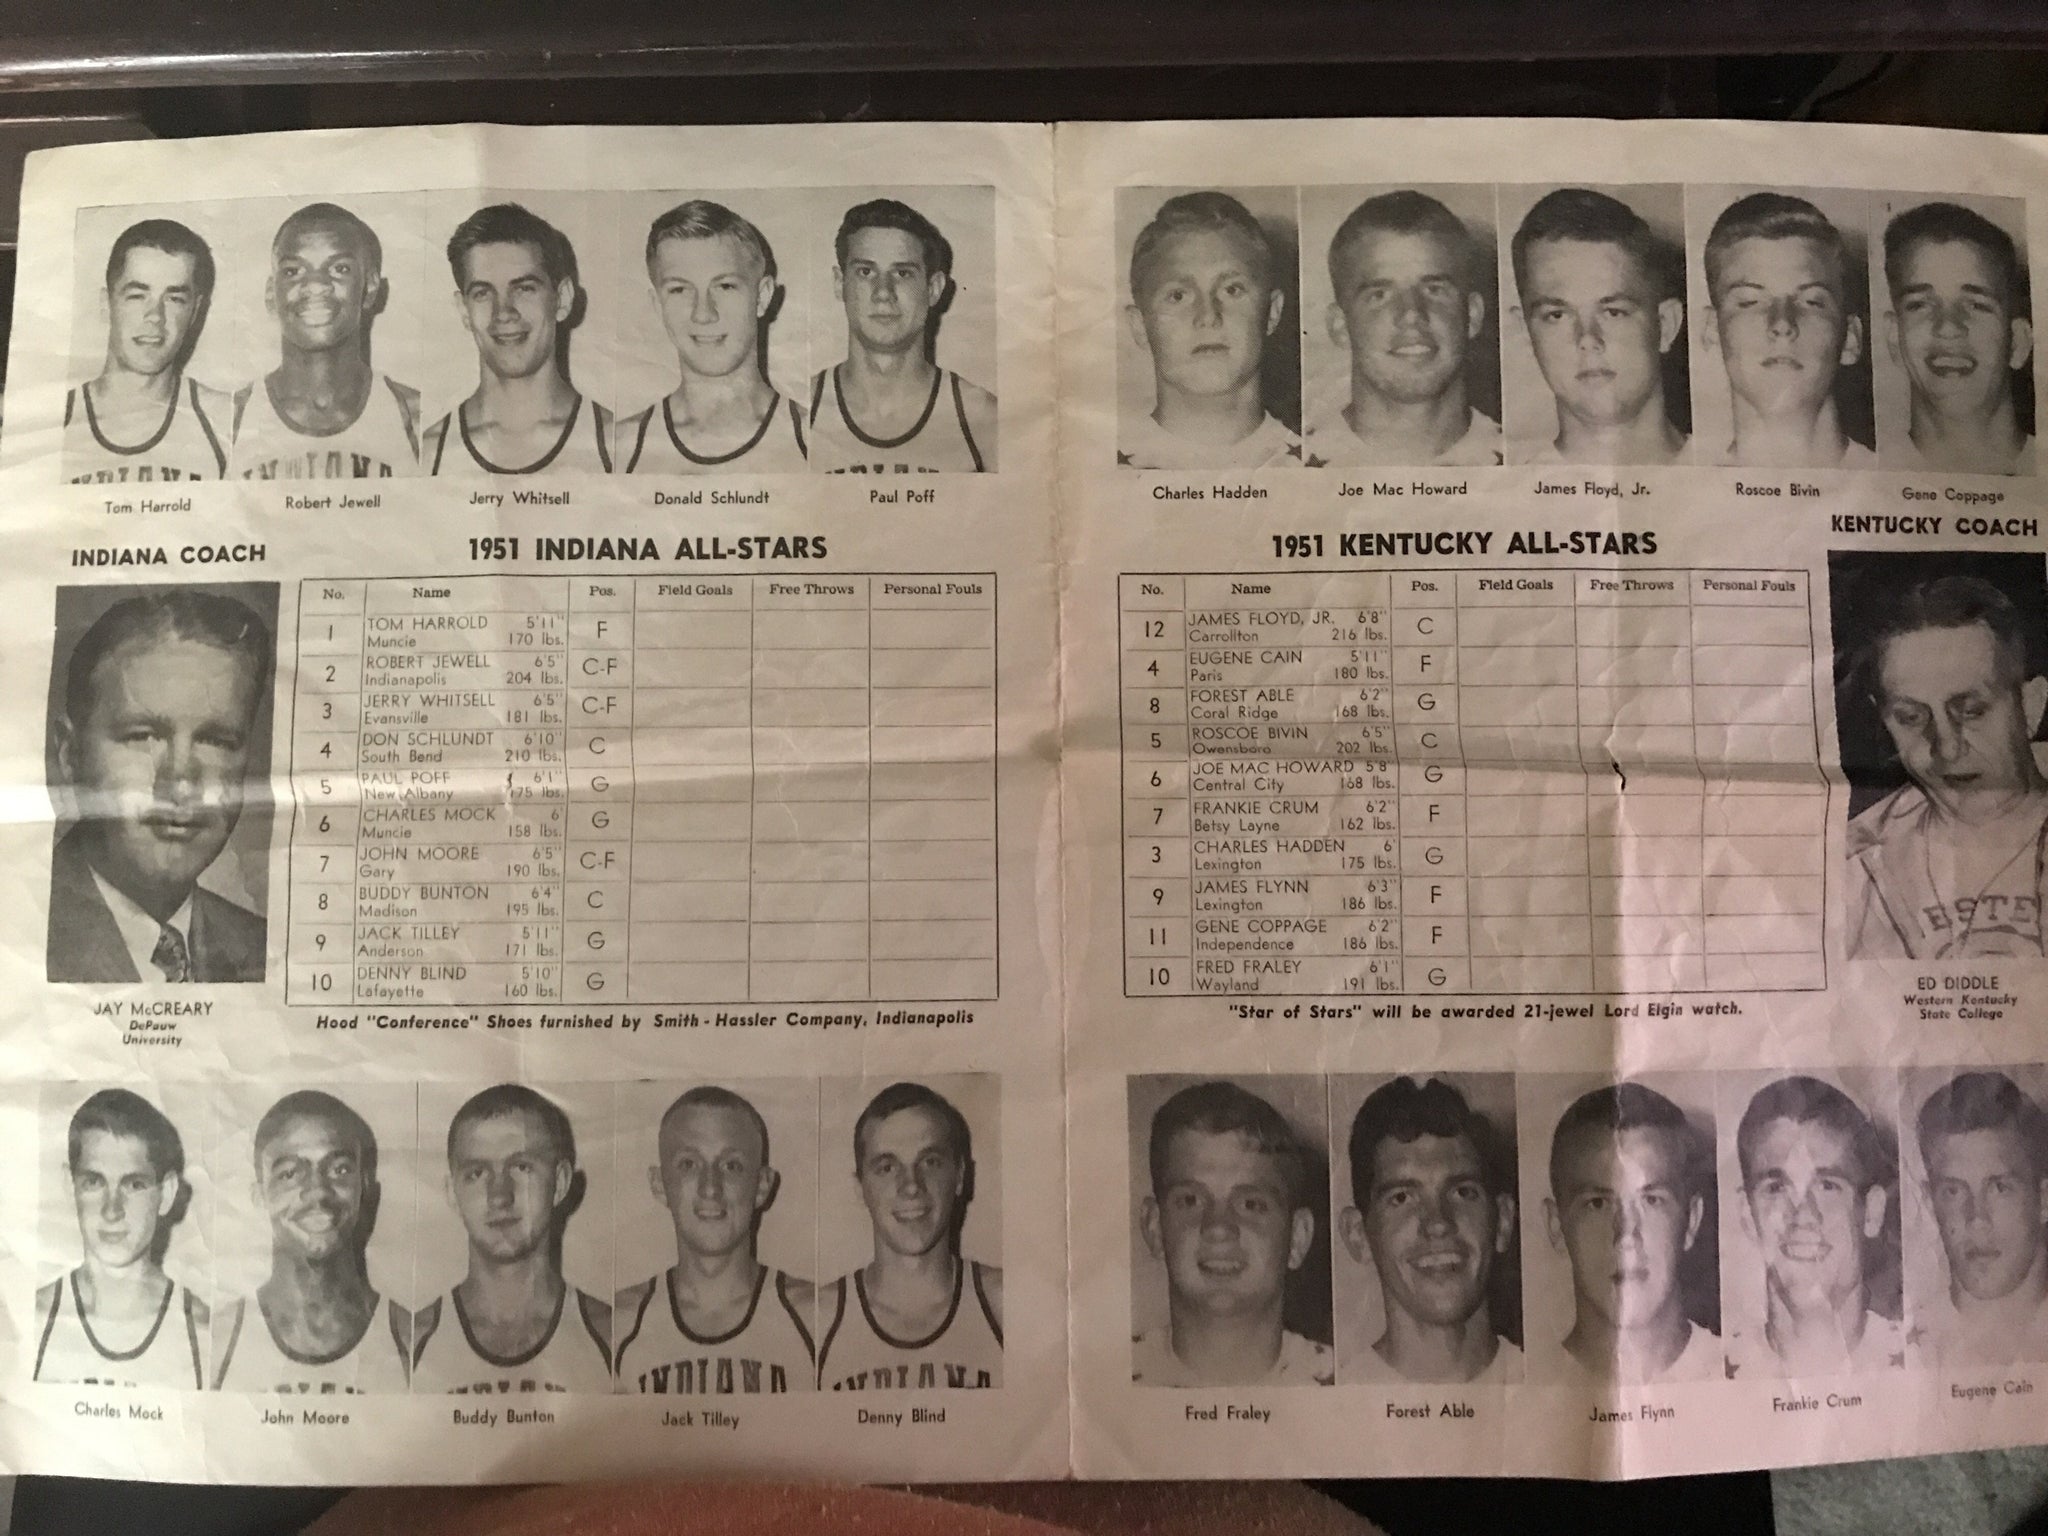 Tom Harrold
Robert Jewell
Jerry Whitsell
Donald Schlundt
Paul Poff
INDIANA COACH
1951 INDIANA ALL-STARS
No. Name Pos. Field Goals Free Throws Personal Fouls
1 TOM HARROLD 5'11" F
Muncie 170 lbs.
2 ROBERT JEWELL 6'5" C-F
Indianapolis 204 lbs.
3 JERRY WHITSELL 6'5" C-F
Evansville 181 lbs.
4 DON SCHLUNDT 6'10" C
South Bend 210 lbs.
5 PAUL POFF 6'1" G
New Albany 175 lbs.
6 CHARLES MOCK 6' G
Muncie 158 lbs.
7 JOHN MOORE 6'5" C-F
Gary 190 lbs.
8 BUDDY BUNTON 6'4" C
Madison 195 lbs.
9 JACK TILLEY 5'11" G
Anderson 171 lbs.
10 DENNY BLIND 5'10" G
Lafayette 160 lbs.
JAY McCREARY
DePauw
University
Hood "Conference" Shoes furnished by Smith-Hassler Company, Indianapolis
INDIANA
INDIANA
Charles Mock
John Moore
Buddy Bunton
Jack Tilley
Denny Blind
Charles Hadden
Joe Mac Howard
James Floyd, Jr.
Roscoe Bivin
Gene Coppage
1951 KENTUCKY ALL-STARS
KENTUCKY COACH
No. Name Pos. Field Goals Free Throws Personal Fouls
12 JAMES FLOYD, JR. 6'8" C
Carrollton 216 lbs.
4 EUGENE CAIN 5'11" F
Paris 180 lbs.
8 FOREST ABLE 6'2" G
Coral Ridge 168 lbs.
5 ROSCOE BIVIN 6'5" C
Owensboro 202 lbs.
6 JOE MAC HOWARD 5'8" G
Central City 168 lbs.
7 FRANKIE CRUM 6'2" F
Betsy Layne 162 lbs.
3 CHARLES HADDEN 6' G
Lexington 175 lbs.
9 JAMES FLYNN 6'3" F
Lexington 186 lbs.
11 GENE COPPAGE 6'2" F
Independence 186 lbs.
10 FRED FRALEY 6'1" G
Wayland 191 lbs.
ESTE
ED DIDDLE
Western Kentucky
State College
"Star of Stars" will be awarded 21-jewel Lord Elgin watch.
Fred Fraley
Forest Able
James Flynn
Frankie Crum
Eugene Cain